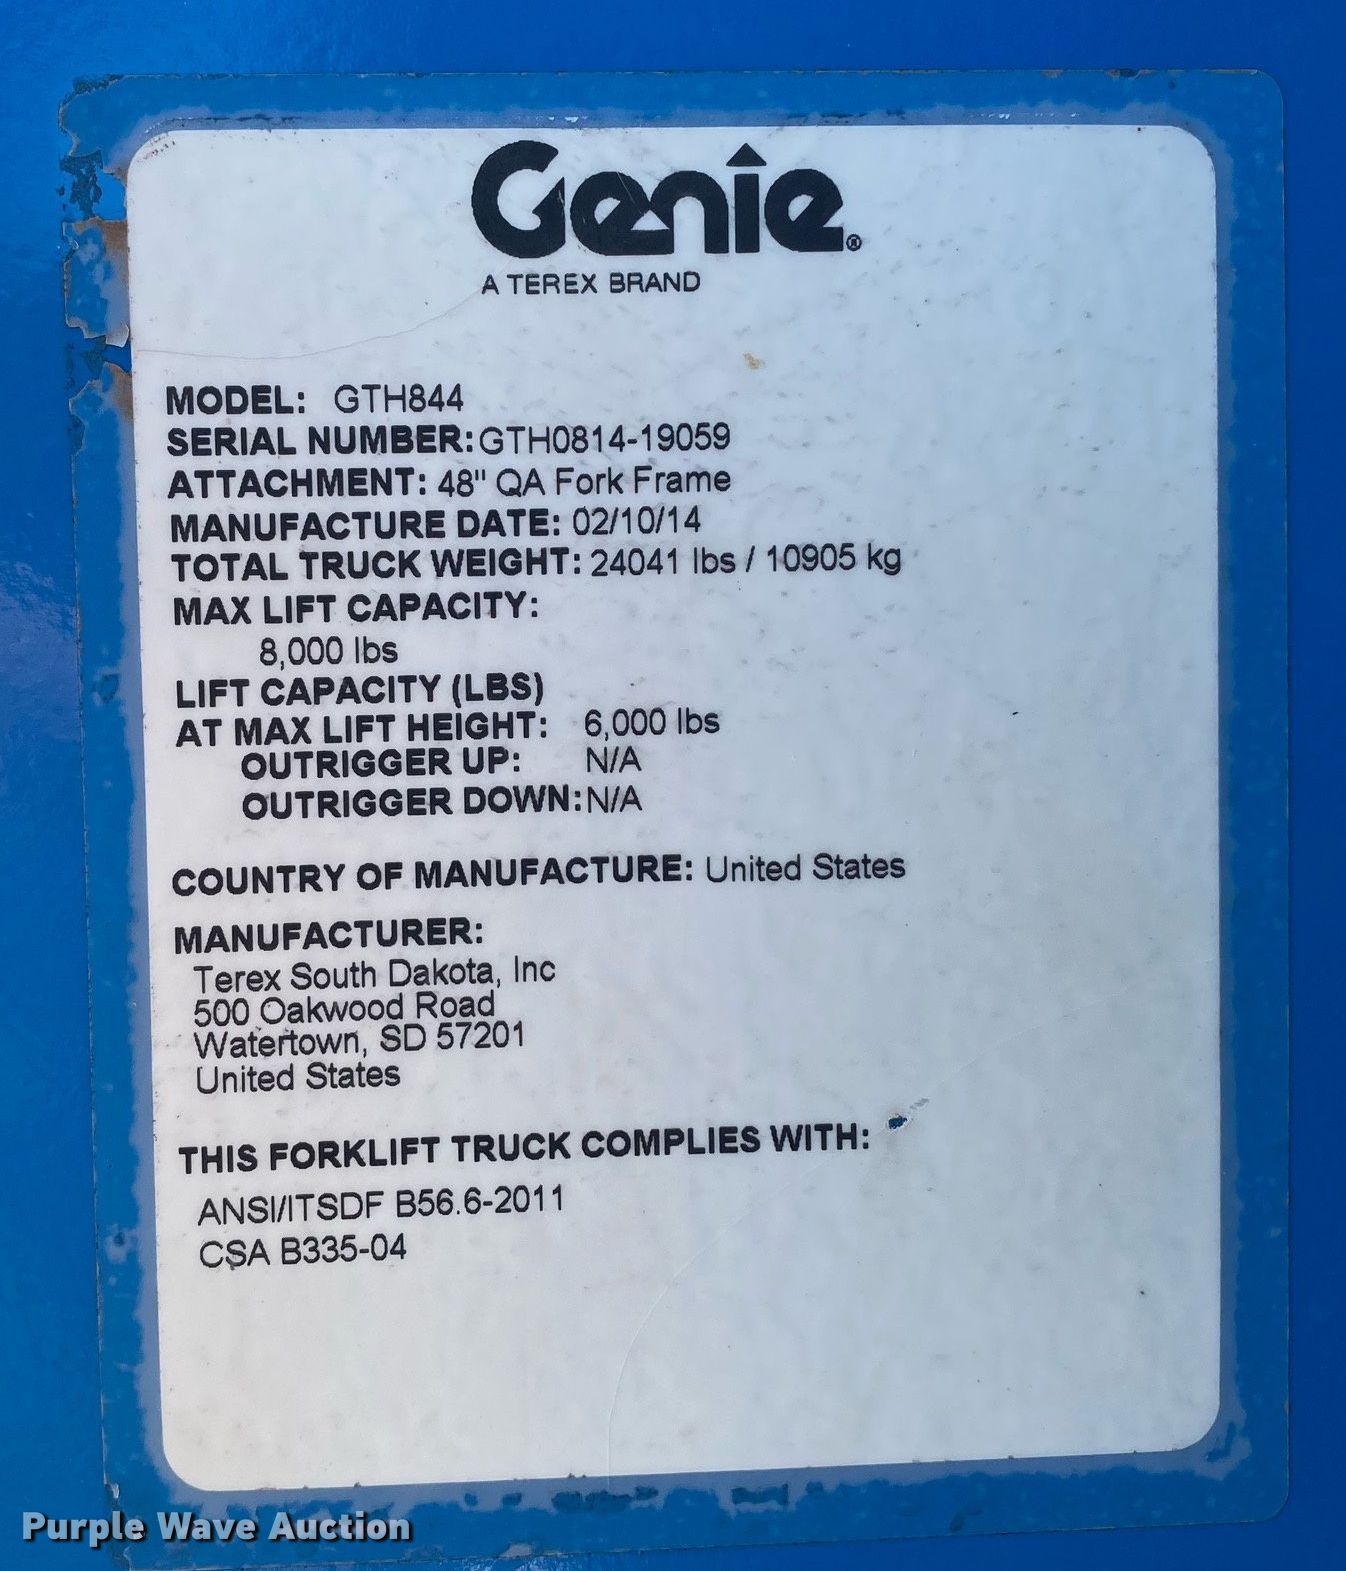 Genie®
A TEREX BRAND
MODEL: GTH844
SERIAL NUMBER:GTH0814-19059
ATTACHMENT: 48" QA Fork Frame
MANUFACTURE DATE: 02/10/14
TOTAL TRUCK WEIGHT: 24041 lbs / 10905 kg
MAX LIFT CAPACITY:
8,000 lbs
LIFT CAPACITY (LBS)
AT MAX LIFT HEIGHT: 6,000 lbs
OUTRIGGER UP: N/A
OUTRIGGER DOWN:N/A
COUNTRY OF MANUFACTURE: United States
MANUFACTURER:
Terex South Dakota, Inc
500 Oakwood Road
Watertown, SD 57201
United States
THIS FORKLIFT TRUCK COMPLIES WITH:
ANSI/ITSDF B56.6-2011
CSA B335-04
Purple Wave Auction